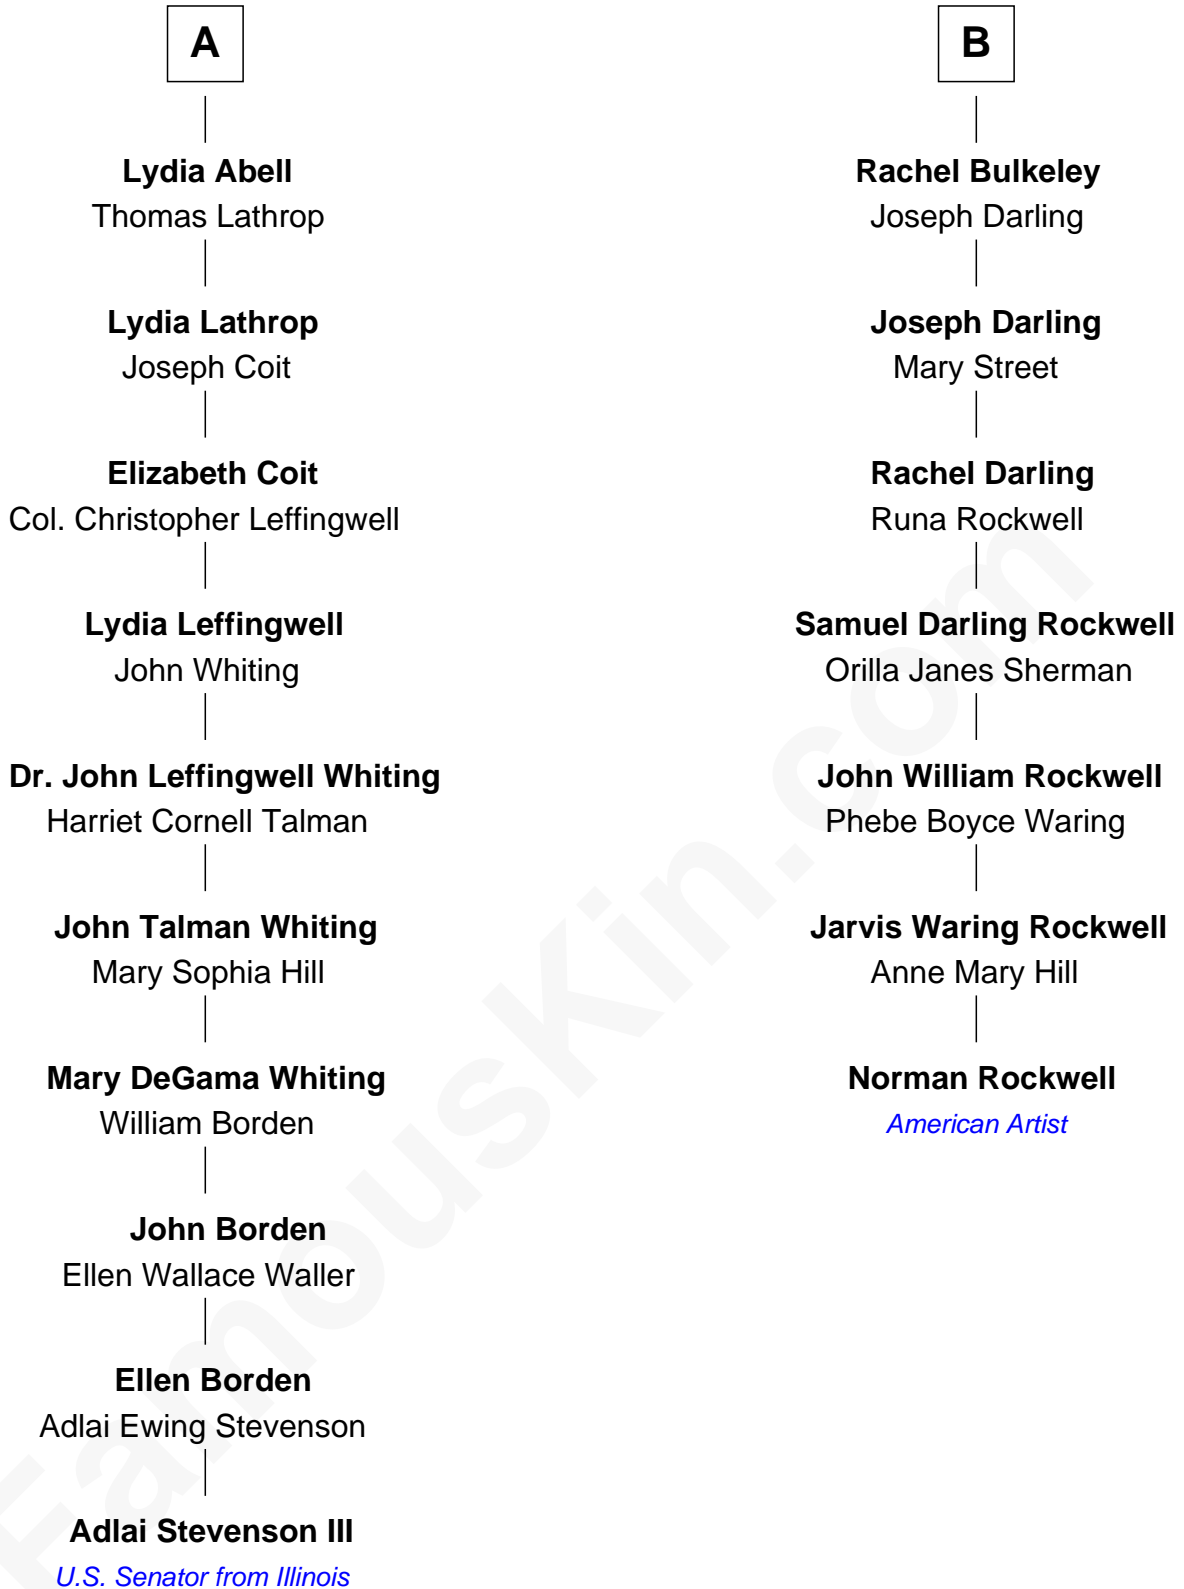 A
Lydia Abell
Thomas Lathrop
Lydia Lathrop
Joseph Coit
Elizabeth Coit
Col. Christopher Leffingwell
Lydia Leffingwell
John Whiting
Dr. John Leffingwell Whiting
Harriet Cornell Talman
John Talman Whiting
Mary Sophia Hill
Mary DeGama Whiting
William Borden
John Borden
Ellen Wallace Waller
Ellen Borden
Adlai Ewing Stevenson
Adlai Stevenson III
U.S. Senator from Illinois
B
Rachel Bulkeley
Joseph Darling
Joseph Darling
Mary Street
Rachel Darling
Runa Rockwell
Samuel Darling Rockwell
Orilla Janes Sherman
John William Rockwell
Phebe Boyce Waring
Jarvis Waring Rockwell
Anne Mary Hill
Norman Rockwell
American Artist
FamousKin.com